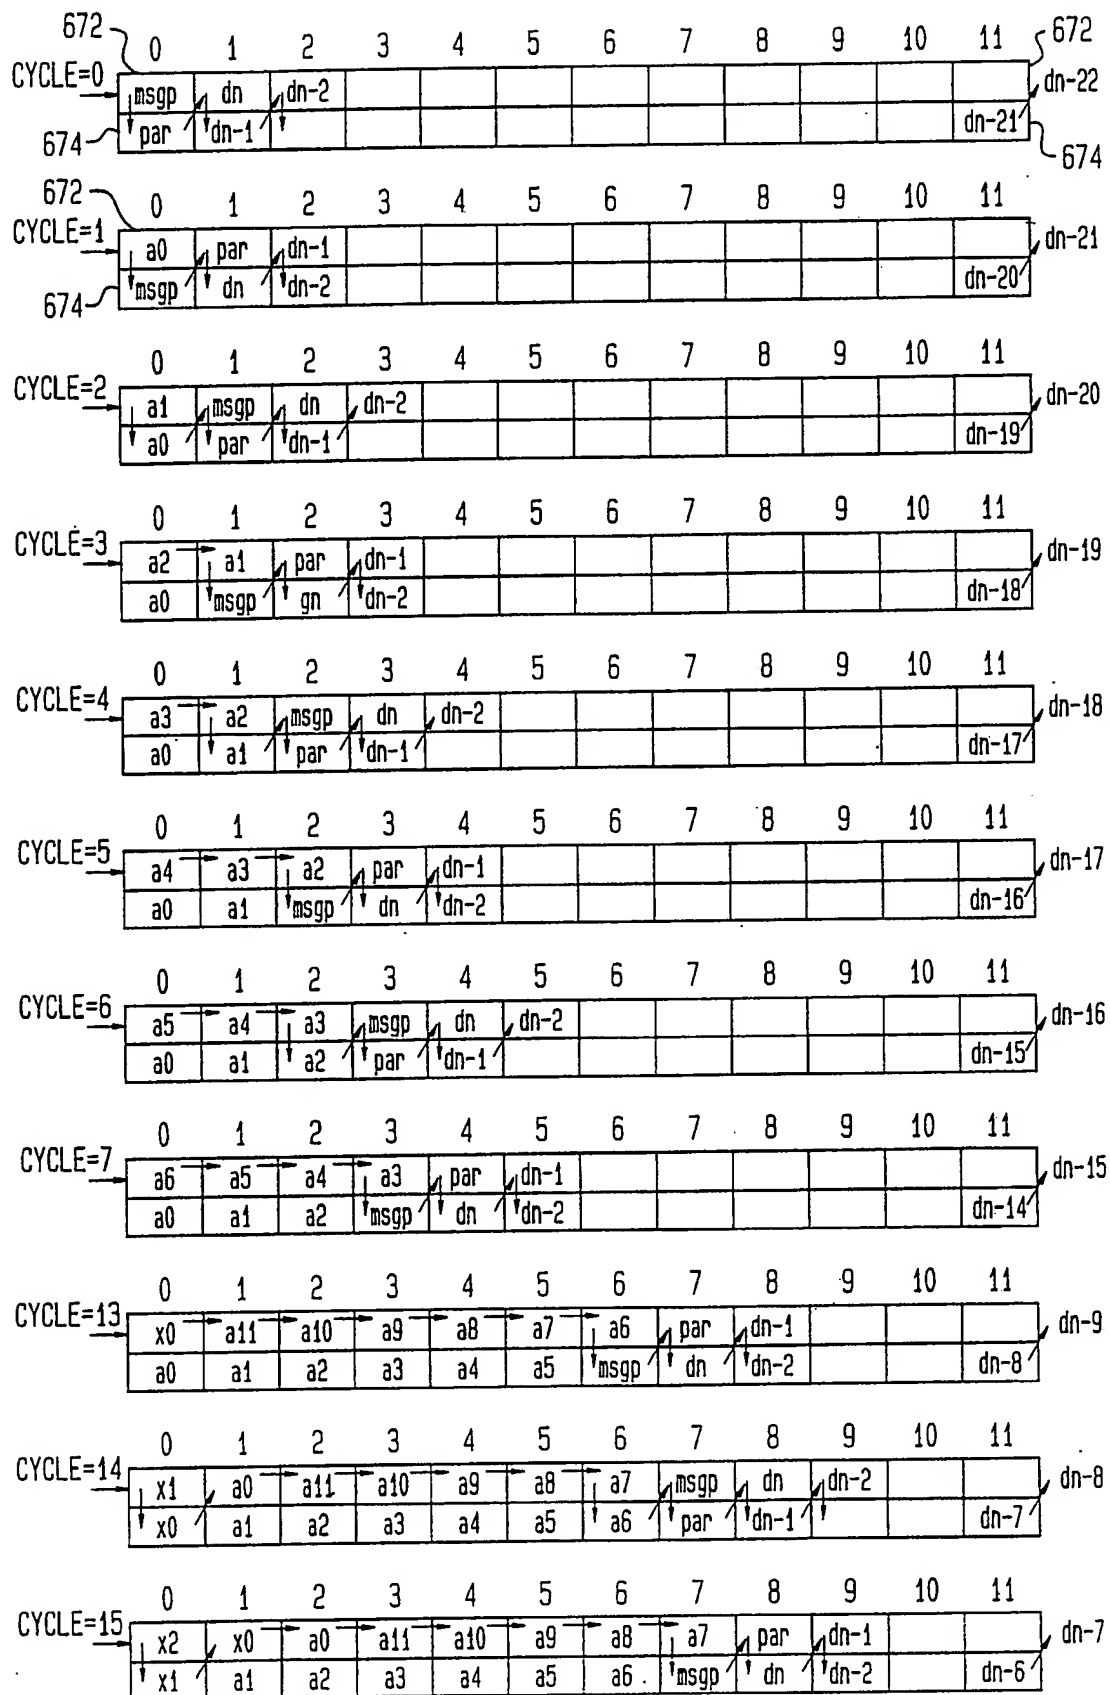 672 0 1 2 3 4 5 6 7 8 9 10 11 672
CYCLE=0 msgp dn dn-2 dn-22
674 par dn-1 dn-21 674
672 0 1 2 3 4 5 6 7 8 9 10 11
CYCLE=1 a0 par dn-1 dn-21
674 msgp dn dn-2 dn-20
0 1 2 3 4 5 6 7 8 9 10 11
CYCLE=2 a1 msgp dn dn-2 dn-20
a0 par dn-1 dn-19
0 1 2 3 4 5 6 7 8 9 10 11
CYCLE=3 a2 a1 par dn-1 dn-19
a0 msgp gn dn-2 dn-18
0 1 2 3 4 5 6 7 8 9 10 11
CYCLE=4 a3 a2 msgp dn dn-2 dn-18
a0 a1 par dn-1 dn-17
0 1 2 3 4 5 6 7 8 9 10 11
CYCLE=5 a4 a3 a2 par dn-1 dn-17
a0 a1 msgp dn dn-2 dn-16
0 1 2 3 4 5 6 7 8 9 10 11
CYCLE=6 a5 a4 a3 msgp dn dn-2 dn-16
a0 a1 a2 par dn-1 dn-15
0 1 2 3 4 5 6 7 8 9 10 11
CYCLE=7 a6 a5 a4 a3 par dn-1 dn-15
a0 a1 a2 msgp dn dn-2 dn-14
0 1 2 3 4 5 6 7 8 9 10 11
CYCLE=13 x0 a11 a10 a9 a8 a7 a6 par dn-1 dn-9
a0 a1 a2 a3 a4 a5 msgp dn dn-2 dn-8
0 1 2 3 4 5 6 7 8 9 10 11
CYCLE=14 x1 a0 a11 a10 a9 a8 a7 msgp dn dn-2 dn-8
x0 a1 a2 a3 a4 a5 a6 par dn-1 dn-7
0 1 2 3 4 5 6 7 8 9 10 11
CYCLE=15 x2 x0 a0 a11 a10 a9 a8 a7 par dn-1 dn-7
x1 a1 a2 a3 a4 a5 a6 msgp dn dn-2 dn-6